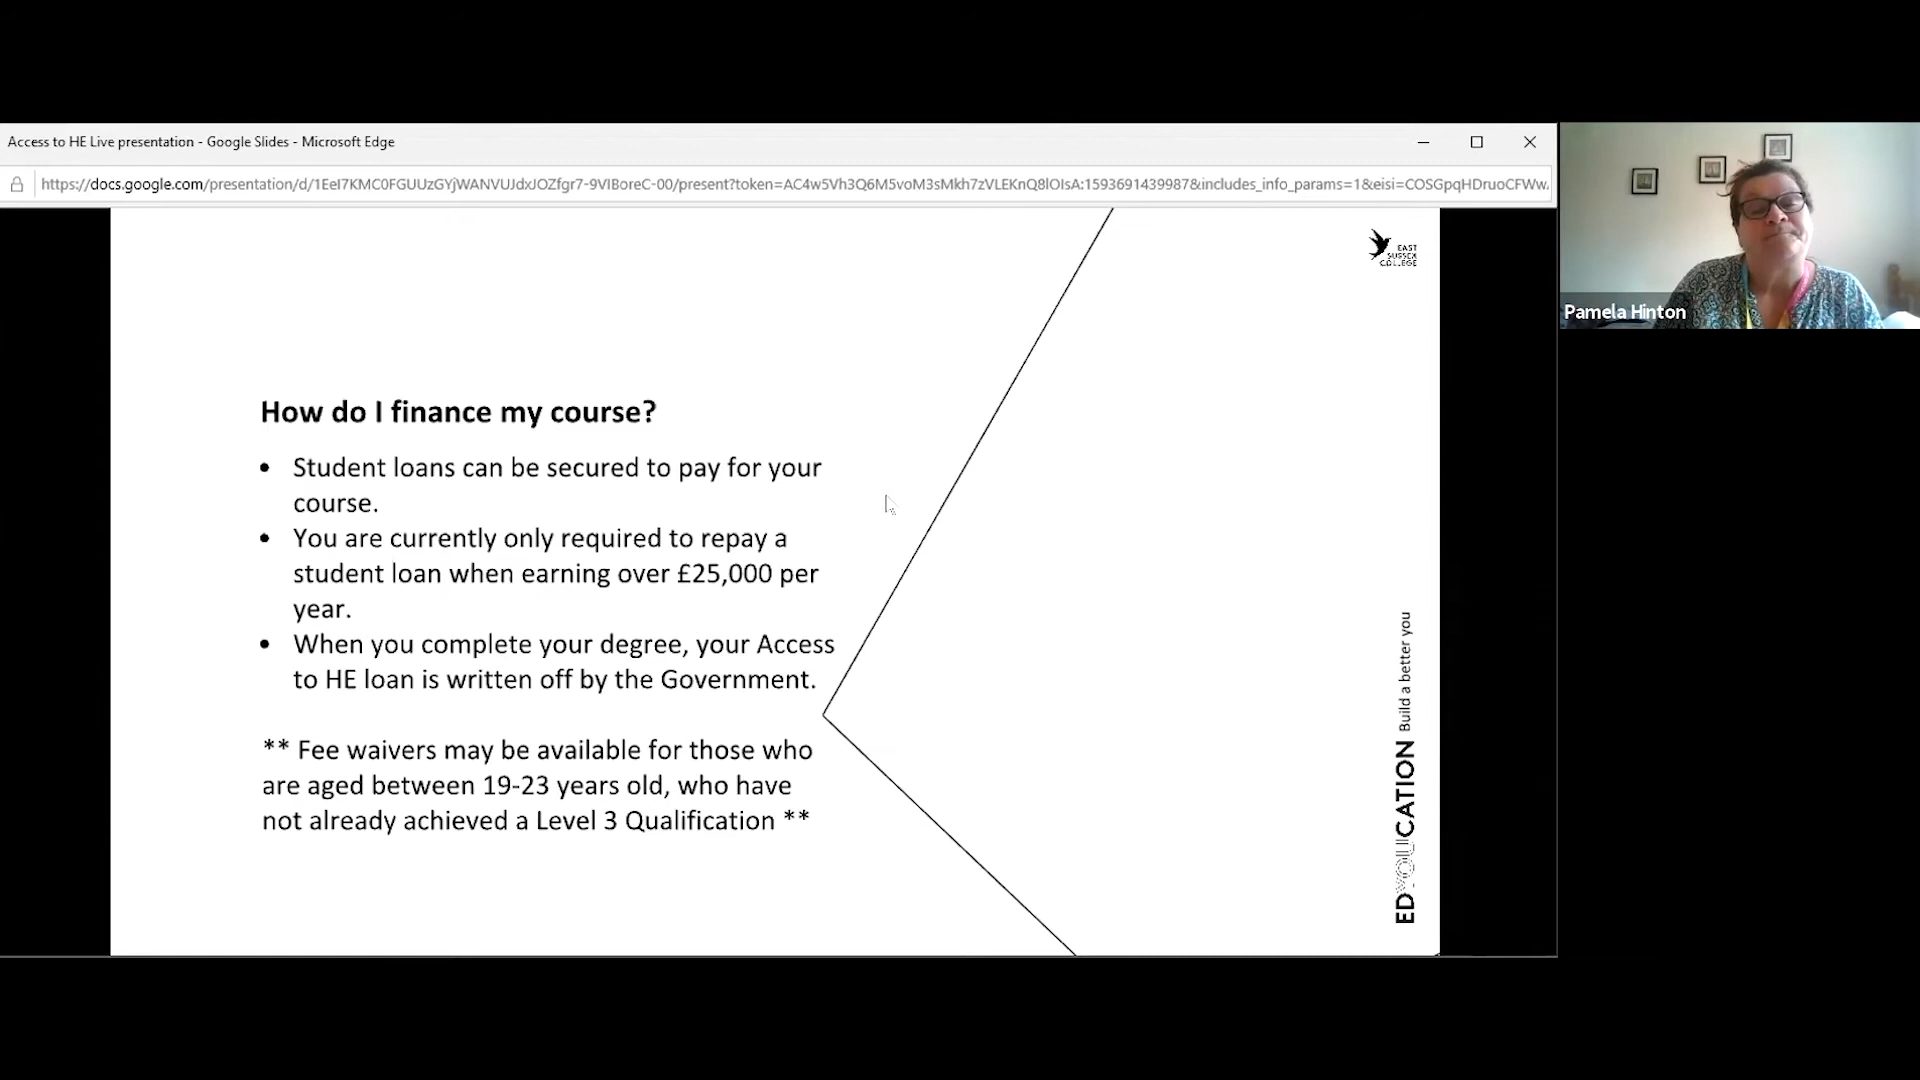 Access to HE Live presentation - Google Slides - Microsoft Edge
https://docs.google.com/presentation/d/1EeI7KMC0FGUUzGYjWANVUJdxJOZfgr7-9VIBoreC-00/present?token=AC4w5Vh3Q6M5voM3sMkh7zVLEKnQ8lOIsA:1593691439987&includes_info_params=1&eisi=COSGpqHDruoCFWw
EAST
SUSSEX
COLLEGE
Pamela Hinton
How do I finance my course?
• Student loans can be secured to pay for your
course.
• You are currently only required to repay a
student loan when earning over £25,000 per
year.
• When you complete your degree, your Access
to HE loan is written off by the Government.
** Fee waivers may be available for those who
are aged between 19-23 years old, who have
not already achieved a Level 3 Qualification **
EDYOUCATION Build a better you